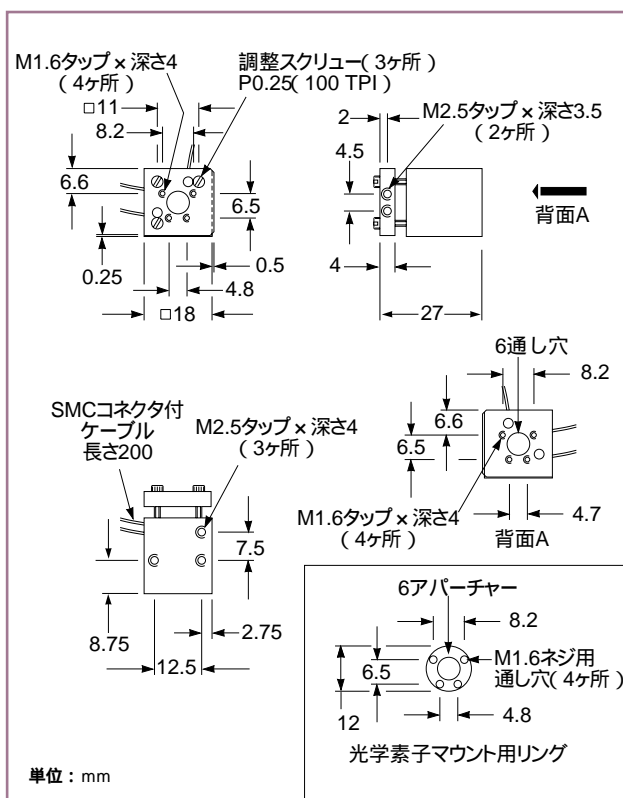 M1.6タップ×深さ4
(4ヶ所)
調整スクリュー(3ヶ所)
P0.25(100 TPI)
□11
8.2
6.6
6.5
0.25
0.5
4.8
□18
2
M2.5タップ×深さ3.5
(2ヶ所)
4.5
背面A
4
27
SMCコネクタ付
ケーブル
長さ200
M2.5タップ×深さ4
(3ヶ所)
7.5
8.75
2.75
12.5
6通し穴
8.2
6.6
6.5
M1.6タップ×深さ4
(4ヶ所)
4.7
背面A
6アパーチャー
8.2
M1.6ネジ用
通し穴(4ヶ所)
6.5
12
4.8
光学素子マウント用リング
単位:mm